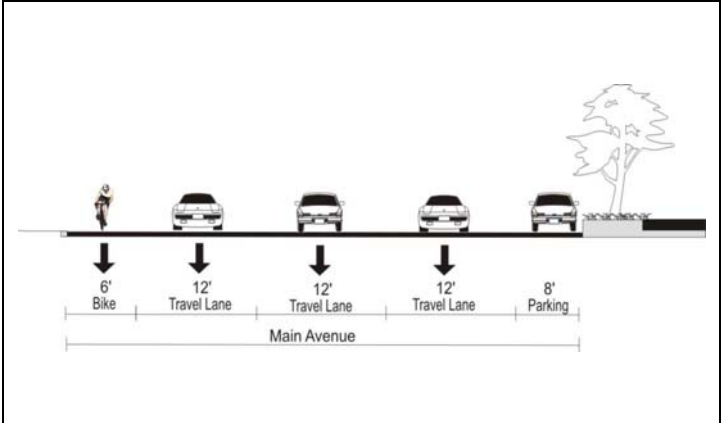 6' 12' 12' 12' 8'
Bike Travel Lane Travel Lane Travel Lane Parking
Main Avenue